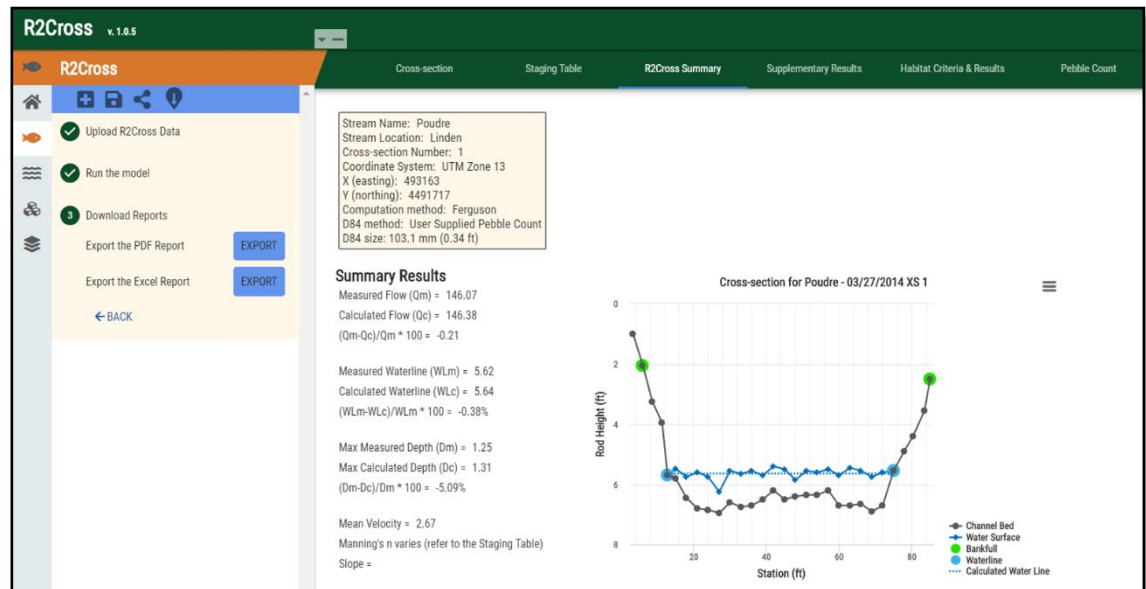 R2Cross v. 1.0.5
R2Cross
Cross-section Staging Table R2Cross Summary Supplementary Results Habitat Criteria & Results Pebble Count
Upload R2Cross Data
Run the model
3 Download Reports
Export the PDF Report EXPORT
Export the Excel Report EXPORT
BACK
Stream Name: Poudre
Stream Location: Linden
Cross-section Number: 1
Coordinate System: UTM Zone 13
X (easting): 493163
Y (northing): 4491717
Computation method: Ferguson
D84 method: User Supplied Pebble Count
D84 size: 103.1 mm (0.34 ft)
Summary Results
Measured Flow (Qm) = 146.07
Calculated Flow (Qc) = 146.38
(Qm-Qc)/Qm * 100 = -0.21
Measured Waterline (WLm) = 5.62
Calculated Waterline (WLc) = 5.64
(WLm-WLc)/WLm * 100 = -0.38%
Max Measured Depth (Dm) = 1.25
Max Calculated Depth (Dc) = 1.31
(Dm-Dc)/Dm * 100 = -5.09%
Mean Velocity = 2.67
Manning's n varies (refer to the Staging Table)
Slope =
Cross-section for Poudre - 03/27/2014 XS 1
Rod Height (ft)
0
2
4
6
8
20 40 60 80
Station (ft)
Channel Bed
Water Surface
Bankfull
Waterline
Calculated Water Line